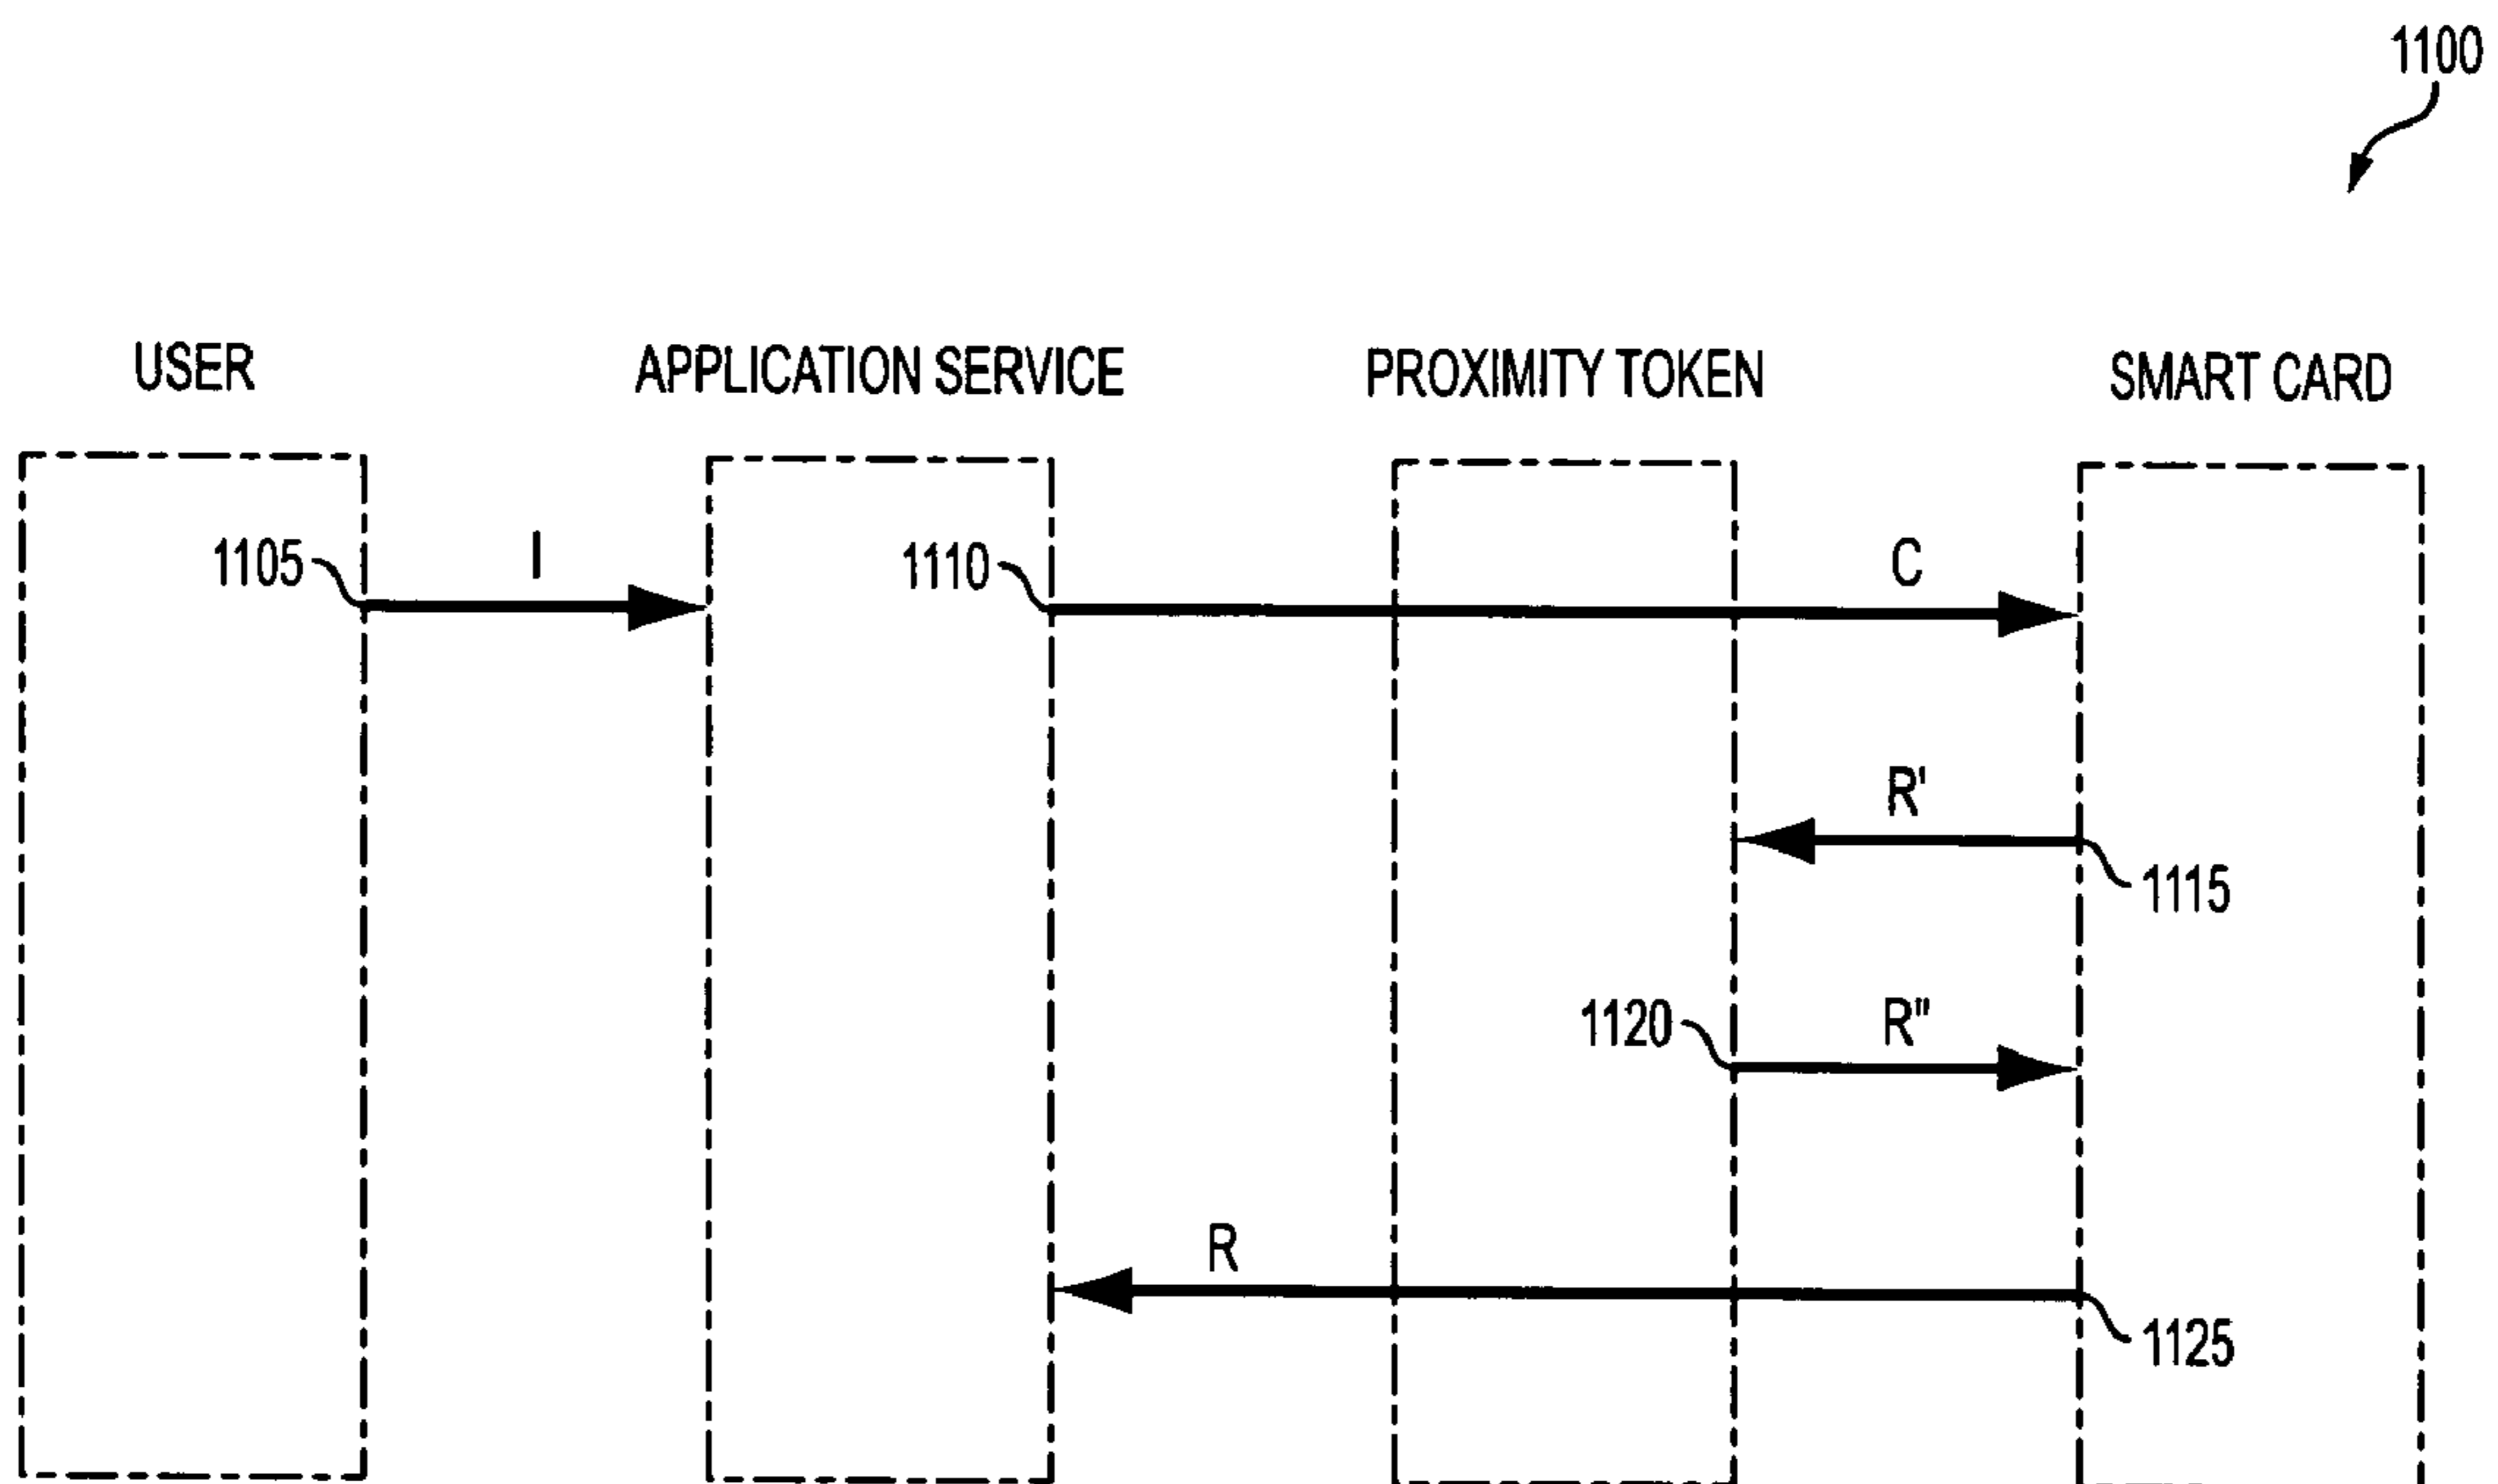 1100
USER
APPLICATION SERVICE
PROXIMITY TOKEN
SMART CARD
1105
I
1110
C
R'
1115
1120
R"
R
1125